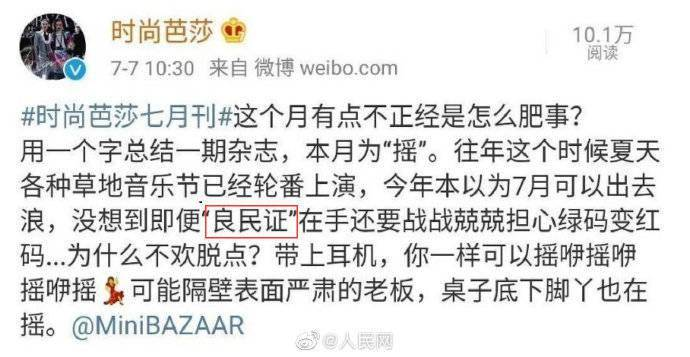 时尚芭莎
10.1万
阅读
7-7 10:30 来自 微博 weibo.com
#时尚芭莎七月刊#这个月有点不正经是怎么肥事？
用一个字总结一期杂志，本月为“摇”。往年这个时候夏天
各种草地音乐节已经轮番上演，今年本以为7月可以出去
浪，没想到即便“良民证”在手还要战战兢兢担心绿码变红
码...为什么不欢脱点？带上耳机，你一样可以摇咿摇咿
摇咿摇💃可能隔壁表面严肃的老板，桌子底下脚丫也在
摇。@MiniBAZAAR
@人民网